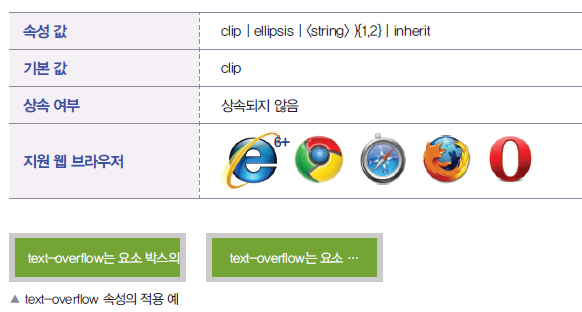 속성 값 clip | ellipsis | 〈string〉 ){1,2} | inherit
기본 값 clip
상속 여부 상속되지 않음
지원 웹 브라우저 6+
text-overflow는 요소 박스의 text-overflow는 요소 …
▲ text-overflow 속성의 적용 예